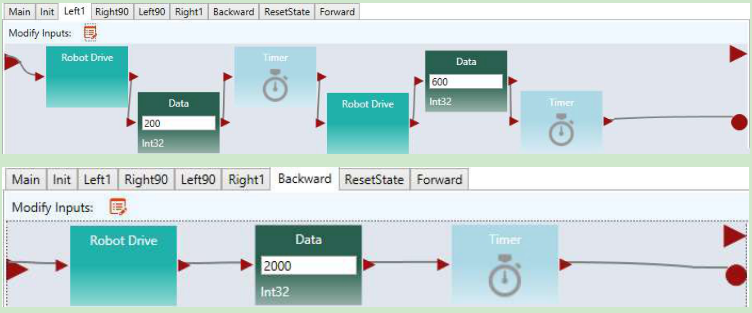 Main Init Left1 Right90 Left90 Right1 Backward ResetState Forward
Modify Inputs:
Robot Drive
Data
200
Int32
Timer
Robot Drive
Data
600
Int32
Timer
Main Init Left1 Right90 Left90 Right1 Backward ResetState Forward
Modify Inputs:
Robot Drive
Data
2000
Int32
Timer